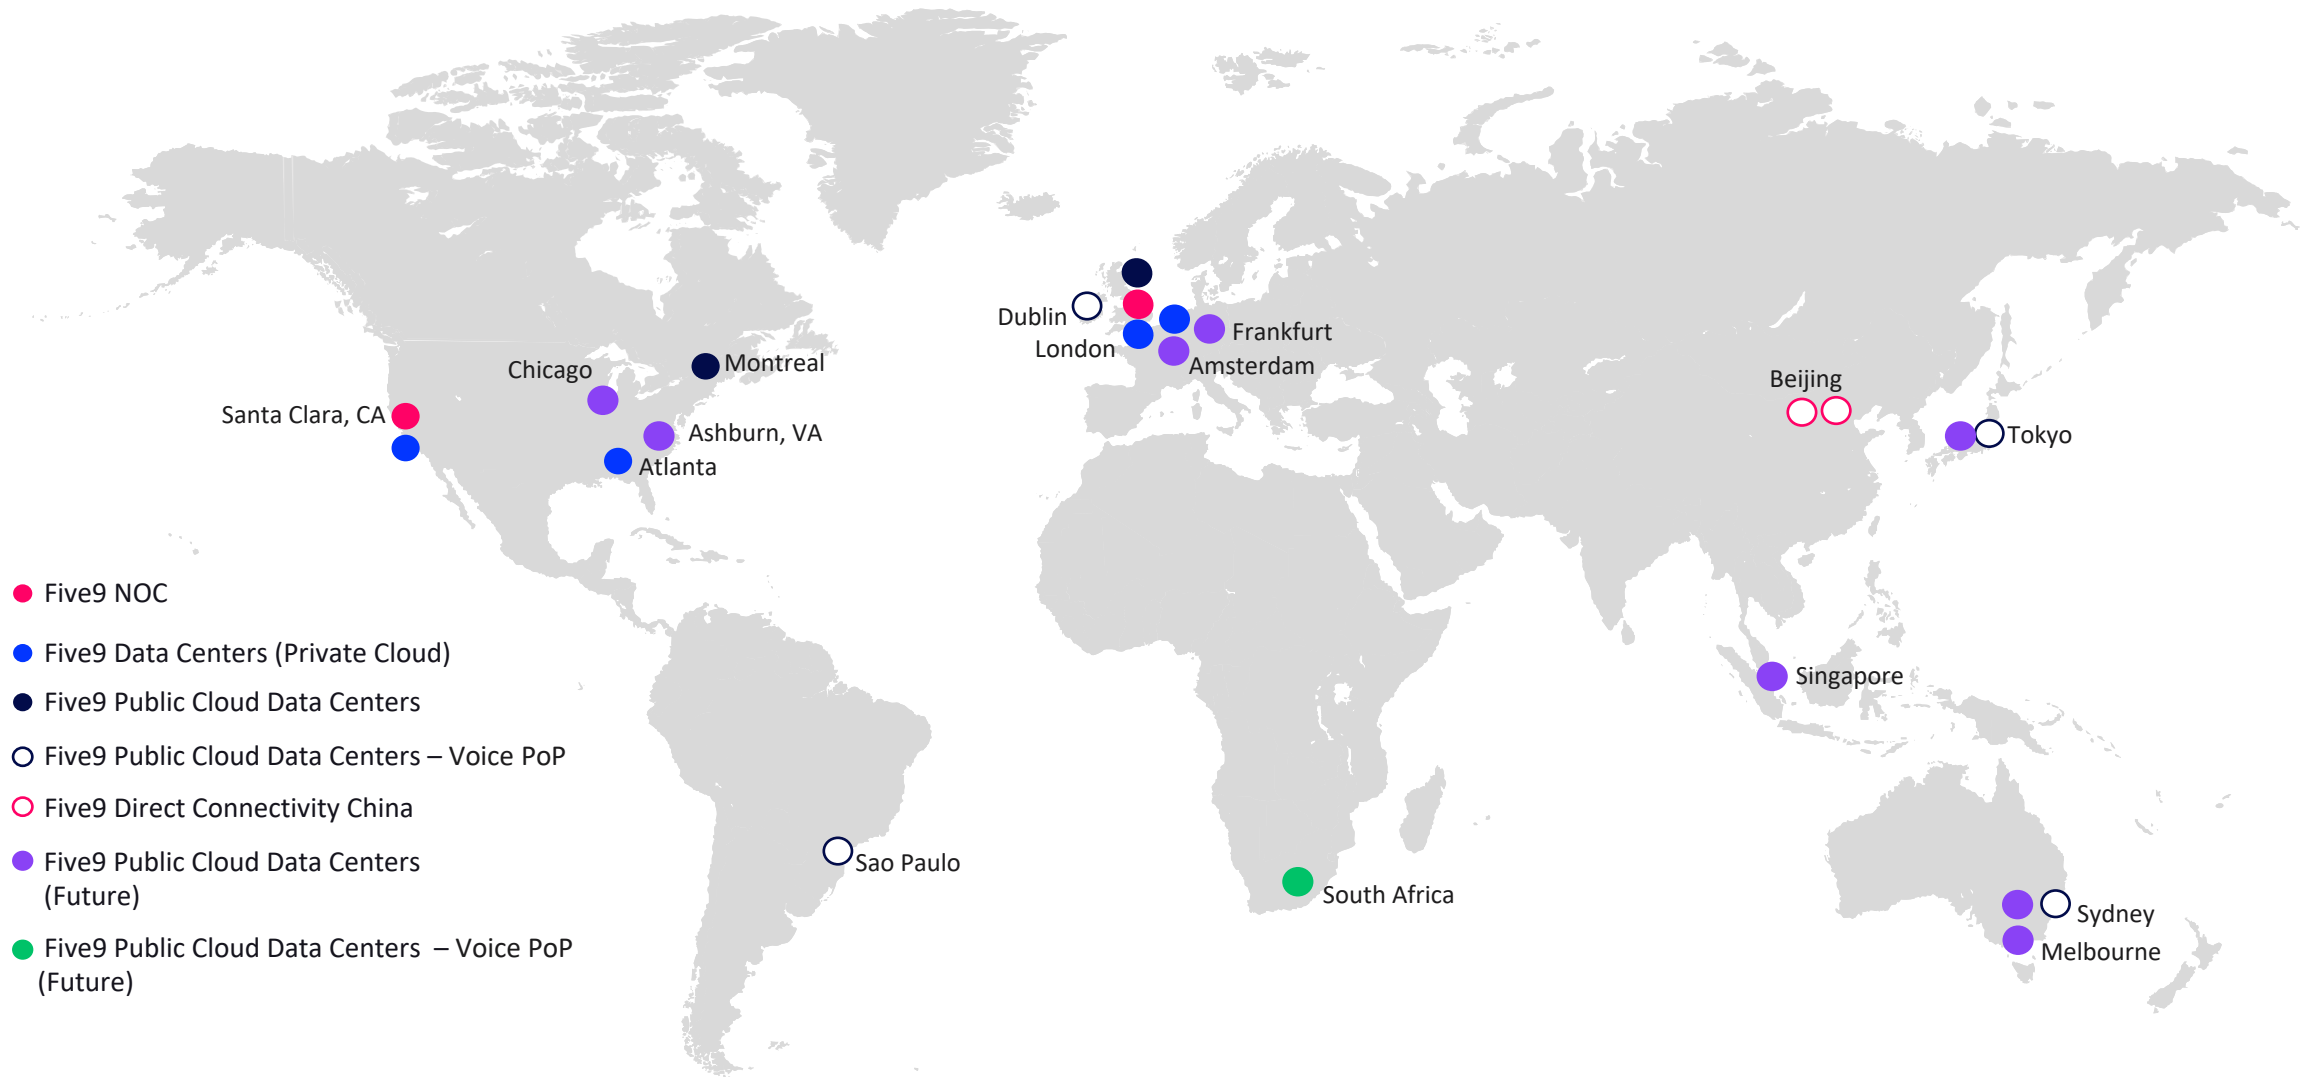 Dublin
London
Frankfurt
Amsterdam
Chicago
Montreal
Santa Clara, CA
Ashburn, VA
Atlanta
Beijing
Tokyo
Five9 NOC
Five9 Data Centers (Private Cloud)
Five9 Public Cloud Data Centers
Five9 Public Cloud Data Centers – Voice PoP
Five9 Direct Connectivity China
Five9 Public Cloud Data Centers
(Future)
Five9 Public Cloud Data Centers – Voice PoP
(Future)
Singapore
Sao Paulo
South Africa
Sydney
Melbourne